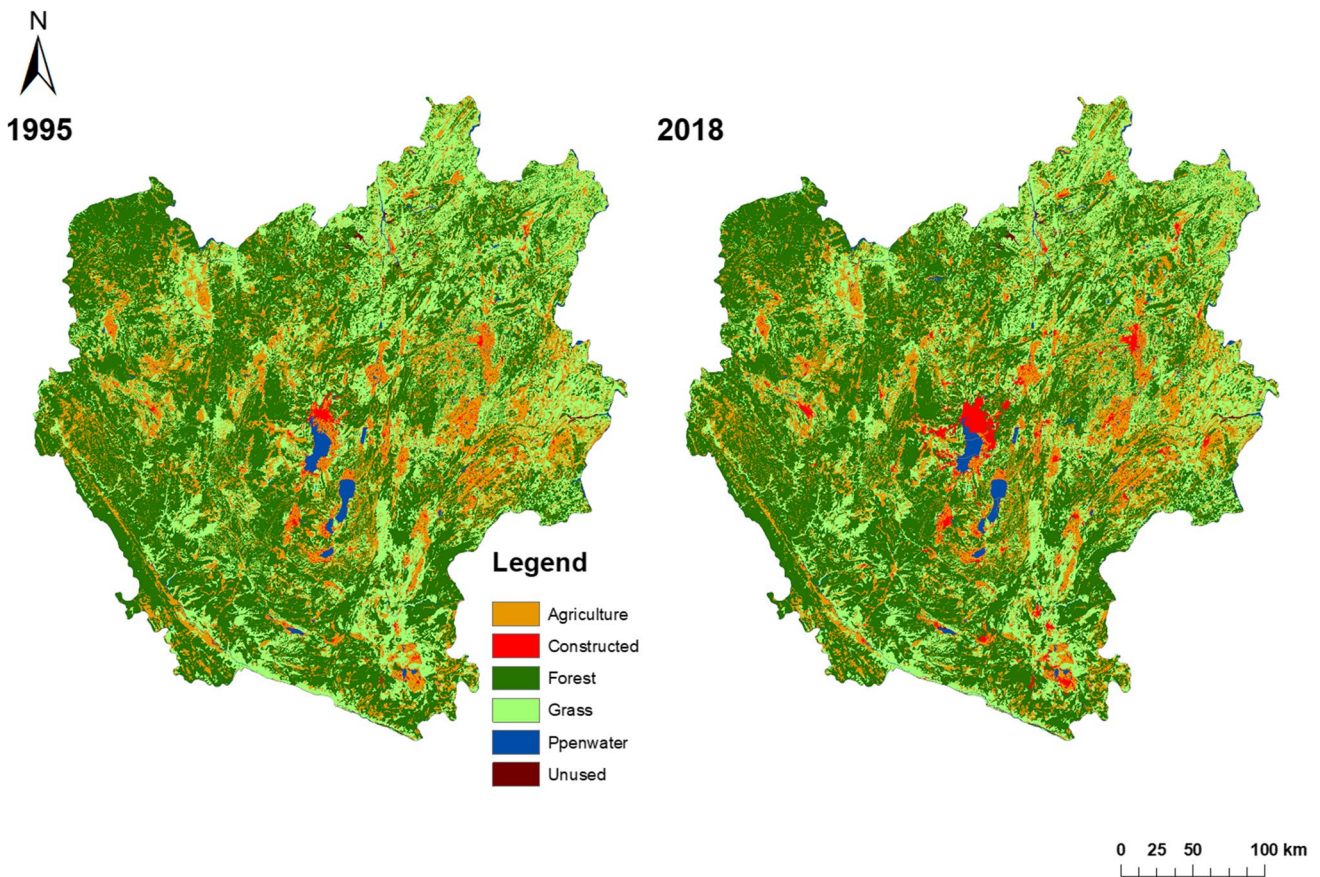 N
1995
2018
Legend
Agriculture
Constructed
Forest
Grass
Ppenwater
Unused
0 25 50 100 km